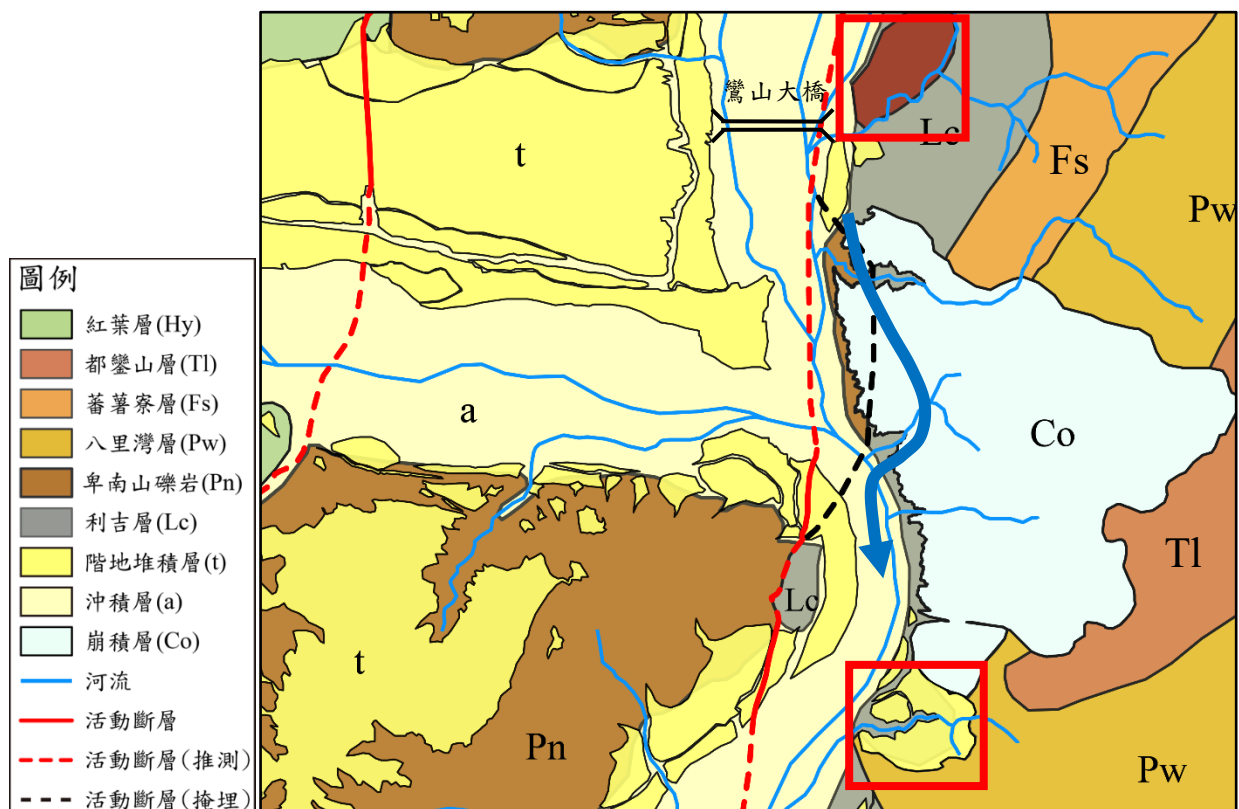 鸞山大橋
t
Lc
Fs
Pw
圖例
紅葉層(Hy)
都鑾山層(Tl)
蕃薯寮層(Fs)
八里灣層(Pw)
卑南山礫岩(Pn)
利吉層(Lc)
階地堆積層(t)
沖積層(a)
崩積層(Co)
河流
活動斷層
活動斷層(推測)
活動斷層(掩埋)
a
Co
Tl
Lc
t
Pn
Pw